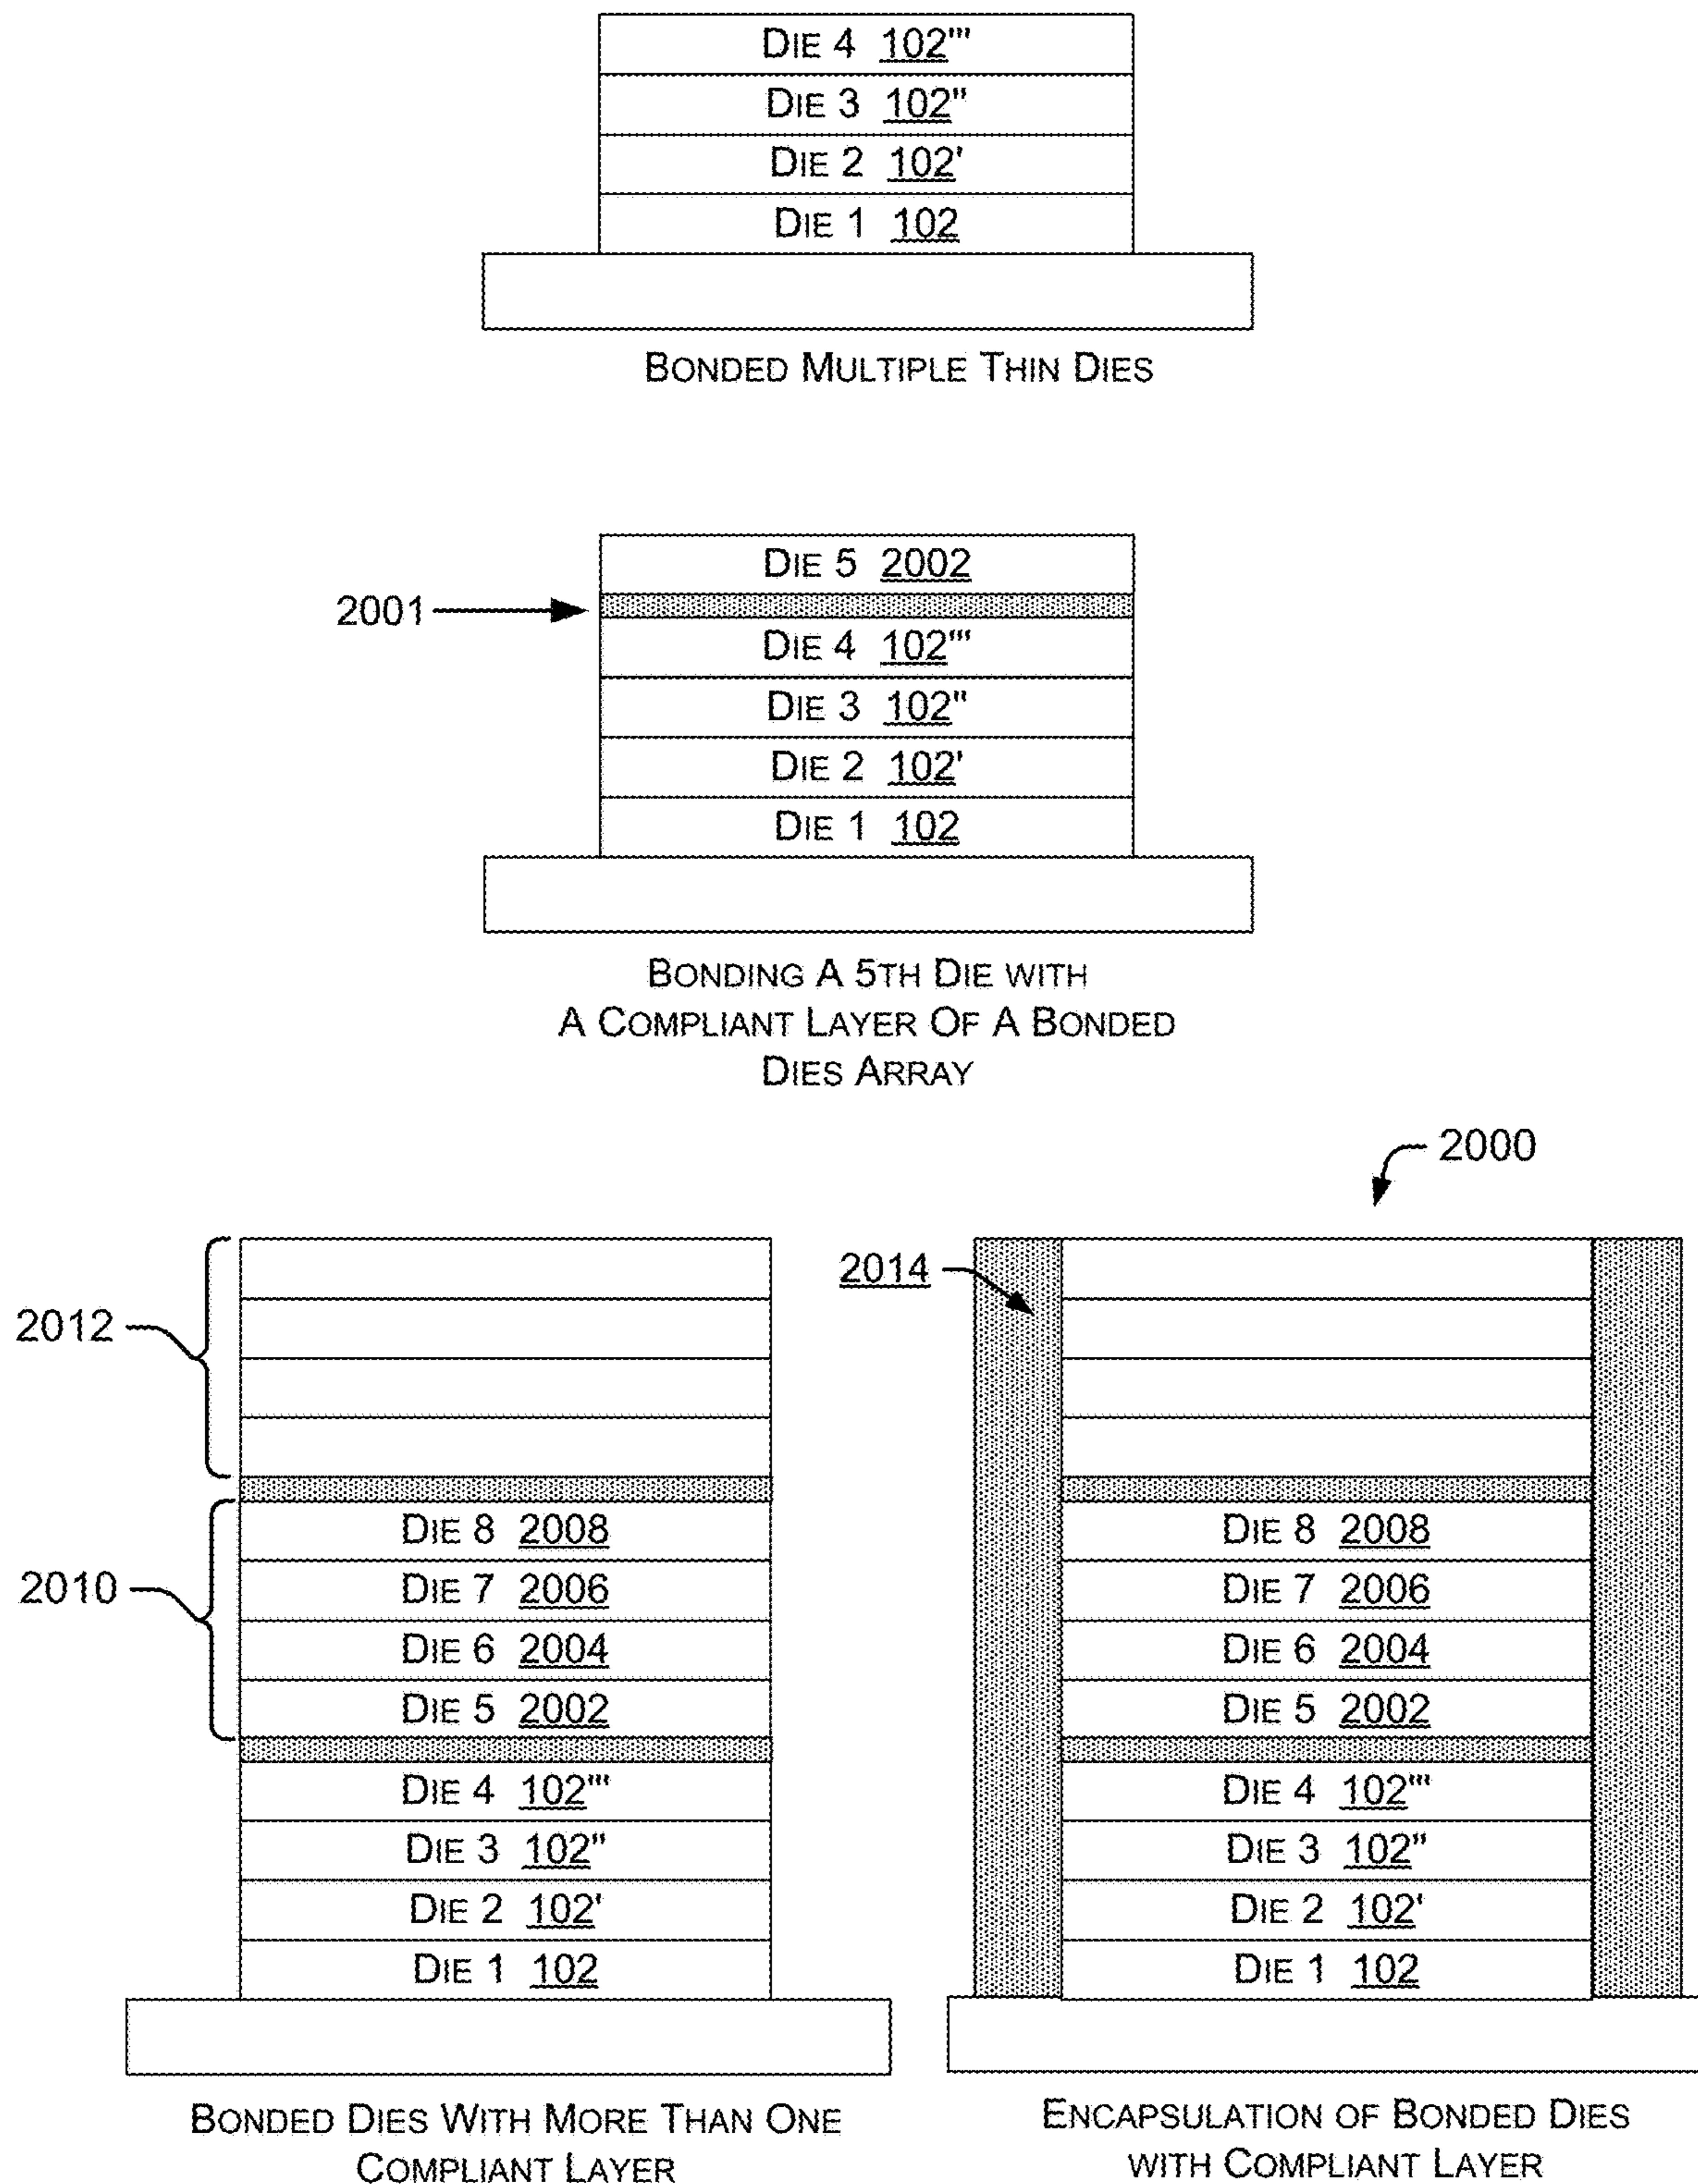 DIE 4 102'''
DIE 3 102''
DIE 2 102'
DIE 1 102
BONDED MULTIPLE THIN DIES
DIE 5 2002
2001
DIE 4 102'''
DIE 3 102''
DIE 2 102'
DIE 1 102
BONDING A 5TH DIE WITH
A COMPLIANT LAYER OF A BONDED
DIES ARRAY
2012
2010
DIE 8 2008
DIE 7 2006
DIE 6 2004
DIE 5 2002
DIE 4 102'''
DIE 3 102''
DIE 2 102'
DIE 1 102
BONDED DIES WITH MORE THAN ONE
COMPLIANT LAYER
2000
2014
DIE 8 2008
DIE 7 2006
DIE 6 2004
DIE 5 2002
DIE 4 102'''
DIE 3 102''
DIE 2 102'
DIE 1 102
ENCAPSULATION OF BONDED DIES
WITH COMPLIANT LAYER